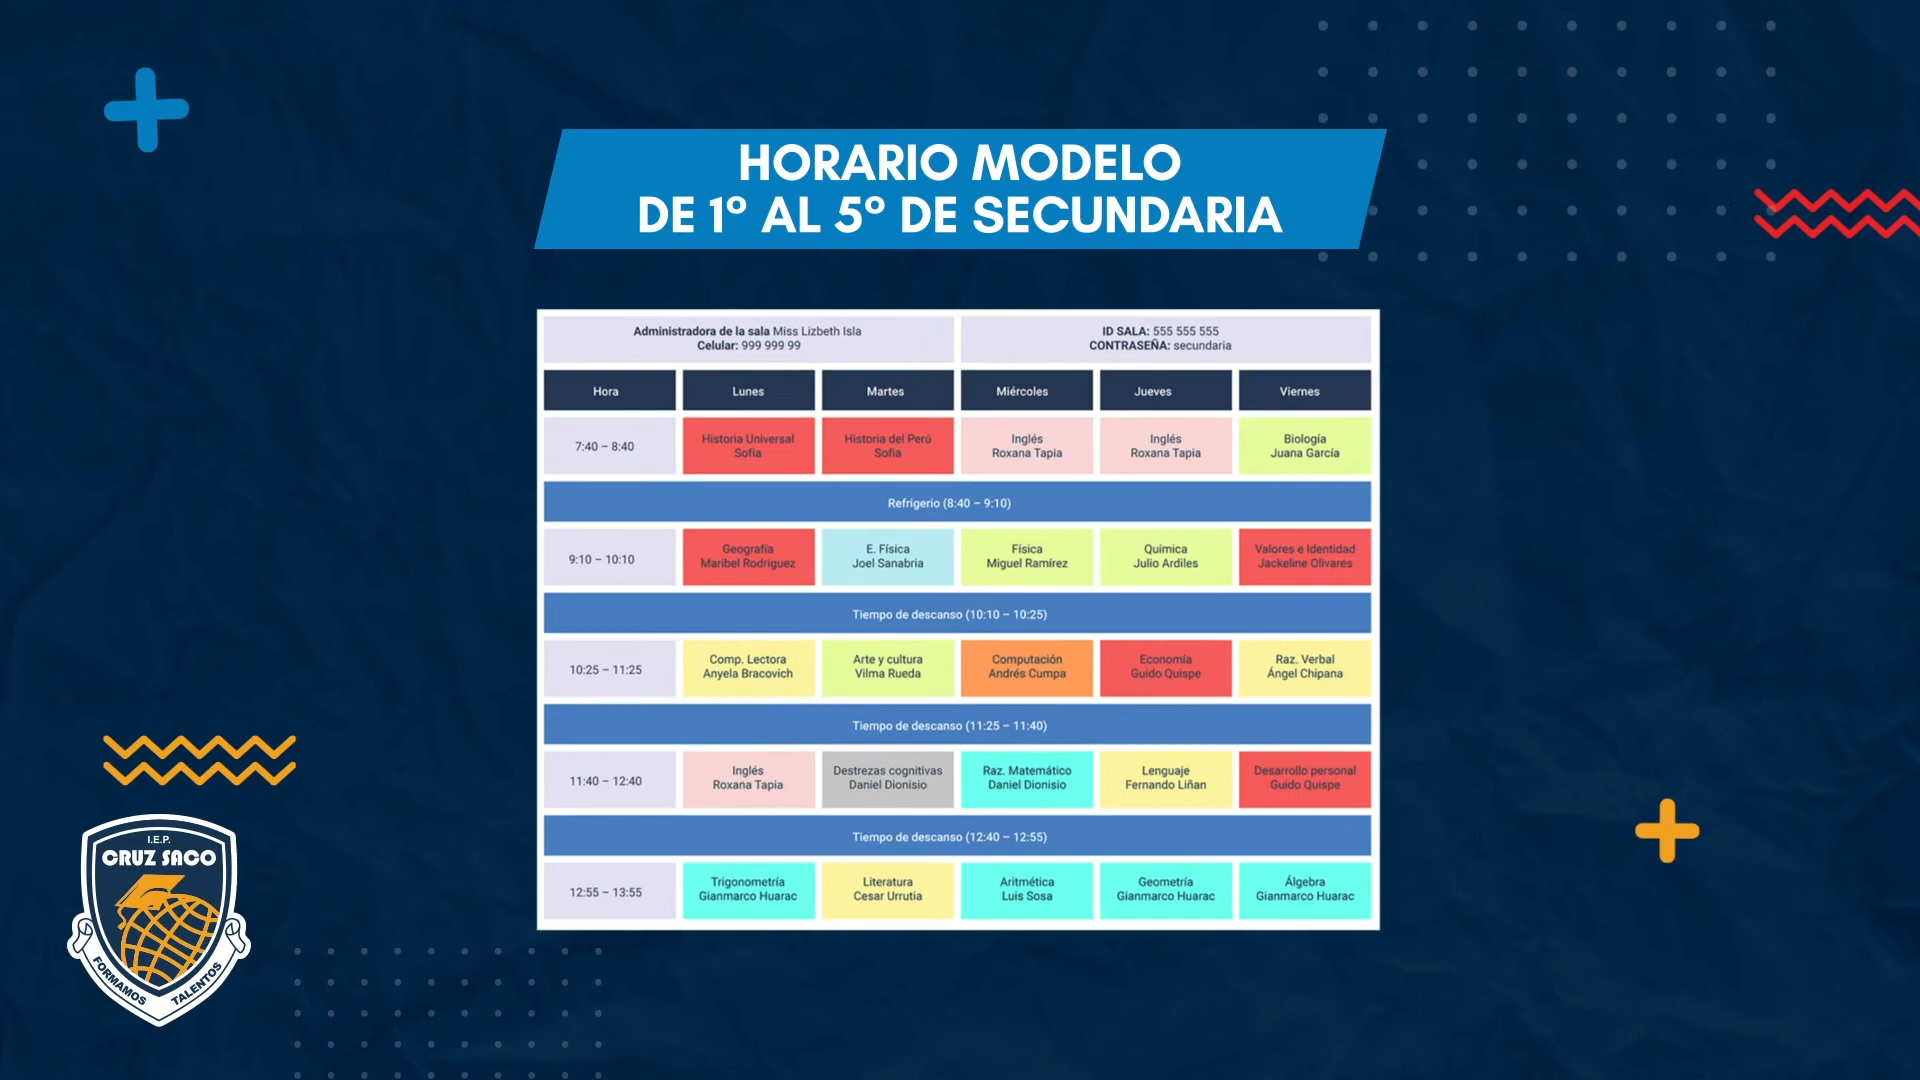 HORARIO MODELO
DE 1º AL 5º DE SECUNDARIA
Administradora de la sala Miss Lizbeth Isla
Celular: 999 999 99
ID SALA: 555 555 555
CONTRASEÑA: secundaria
Hora Lunes Martes Miércoles Jueves Viernes
7:40 – 8:40
Historia Universal
Sofia
Historia del Perú
Sofia
Inglés
Roxana Tapia
Inglés
Roxana Tapia
Biología
Juana García
Refrigerio (8:40 – 9:10)
9:10 – 10:10
Geografía
Maribel Rodríguez
E. Física
Joel Sanabria
Física
Miguel Ramírez
Química
Julio Ardiles
Valores e Identidad
Jackeline Olivares
Tiempo de descanso (10:10 – 10:25)
10:25 – 11:25
Comp. Lectora
Anyela Bracovich
Arte y cultura
Vilma Rueda
Computación
Andrés Cumpa
Economía
Guido Quispe
Raz. Verbal
Ángel Chipana
Tiempo de descanso (11:25 – 11:40)
11:40 – 12:40
Inglés
Roxana Tapia
Destrezas cognitivas
Daniel Dionisio
Raz. Matemático
Daniel Dionisio
Lenguaje
Fernando Liñan
Desarrollo personal
Guido Quispe
Tiempo de descanso (12:40 – 12:55)
12:55 – 13:55
Trigonometría
Gianmarco Huarac
Literatura
Cesar Urrutia
Aritmética
Luis Sosa
Geometría
Gianmarco Huarac
Álgebra
Gianmarco Huarac
I.E.P.
CRUZ SACO
FORMAMOS TALENTOS